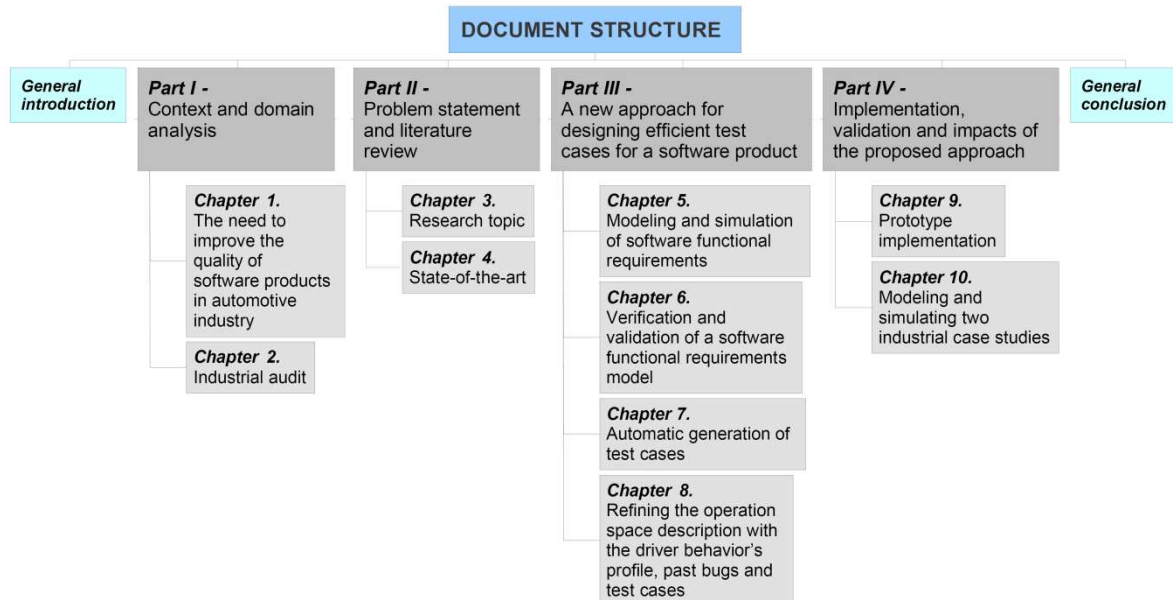 DOCUMENT STRUCTURE
General
introduction
Part I -
Context and domain
analysis
Chapter 1.
The need to
improve the
quality of
software products
in automotive
industry
Chapter 2.
Industrial audit
Part II -
Problem statement
and literature
review
Chapter 3.
Research topic
Chapter 4.
State-of-the-art
Part III -
A new approach for
designing efficient test
cases for a software product
Chapter 5.
Modeling and simulation
of software functional
requirements
Chapter 6.
Verification and
validation of a software
functional requirements
model
Chapter 7.
Automatic generation of
test cases
Chapter 8.
Refining the operation
space description with
the driver behavior's
profile, past bugs and
test cases
Part IV -
Implementation,
validation and impacts of
the proposed approach
Chapter 9.
Prototype
implementation
Chapter 10.
Modeling and
simulating two
industrial case studies
General
conclusion